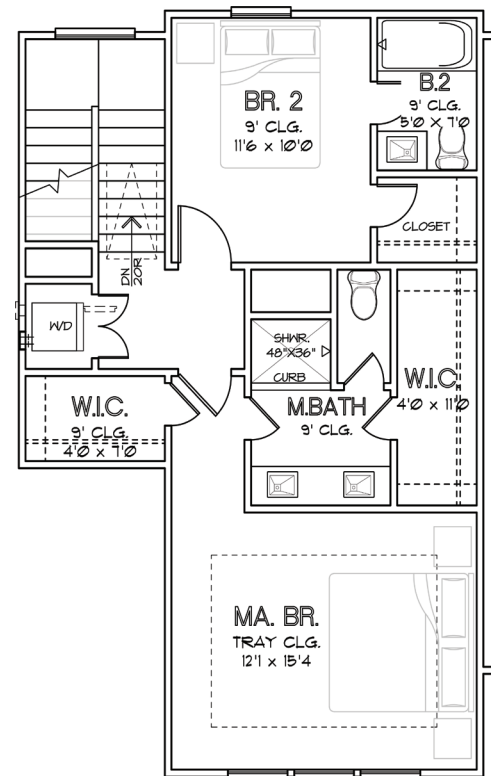 BR. 2
9' CLG.
11'6 x 10'0
B.2
9' CLG.
5'0 X 7'0
CLOSET
DN
20R
W/D
SHWR.
48"X36"
CURB
W.I.C.
9' CLG.
4'0 x 7'0
M.BATH
9' CLG.
W.I.C.
4'0 x 11'0
MA. BR.
TRAY CLG.
12'1 x 15'4